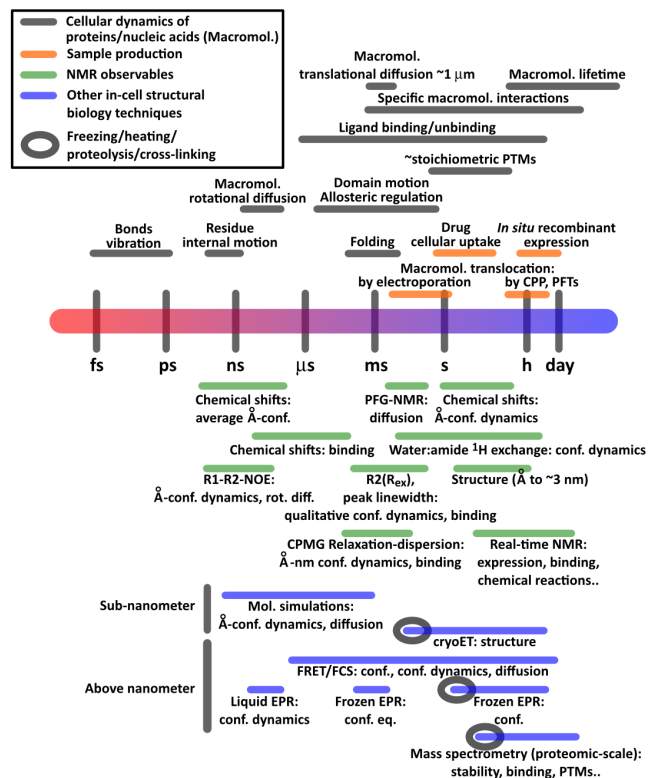 Cellular dynamics of
proteins/nucleic acids (Macromol.)
Sample production
NMR observables
Other in-cell structural
biology techniques
Freezing/heating/
proteolysis/cross-linking
Macromol.
translational diffusion ~1 μm
Macromol. lifetime
Specific macromol. interactions
Ligand binding/unbinding
~stoichiometric PTMs
Macromol.
rotational diffusion
Domain motion
Allosteric regulation
Bonds
vibration
Residue
internal motion
Folding
Drug
cellular uptake
In situ recombinant
expression
Macromol. translocation:
by electroporation
by CPP, PFTs
fs ps ns μs ms s h day
Chemical shifts:
average Å-conf.
PFG-NMR:
diffusion
Chemical shifts:
Å-conf. dynamics
Chemical shifts: binding
Water:amide ¹H exchange: conf. dynamics
R1-R2-NOE:
Å-conf. dynamics, rot. diff.
R2(Rex),
peak linewidth:
qualitative conf. dynamics, binding
Structure (Å to ~3 nm)
CPMG Relaxation-dispersion:
Å-nm conf. dynamics, binding
Real-time NMR:
expression, binding,
chemical reactions..
Sub-nanometer
Mol. simulations:
Å-conf. dynamics, diffusion
cryoET: structure
Above nanometer
FRET/FCS: conf., conf. dynamics, diffusion
Liquid EPR:
conf. dynamics
Frozen EPR:
conf. eq.
Frozen EPR:
conf.
Mass spectrometry (proteomic-scale):
stability, binding, PTMs..